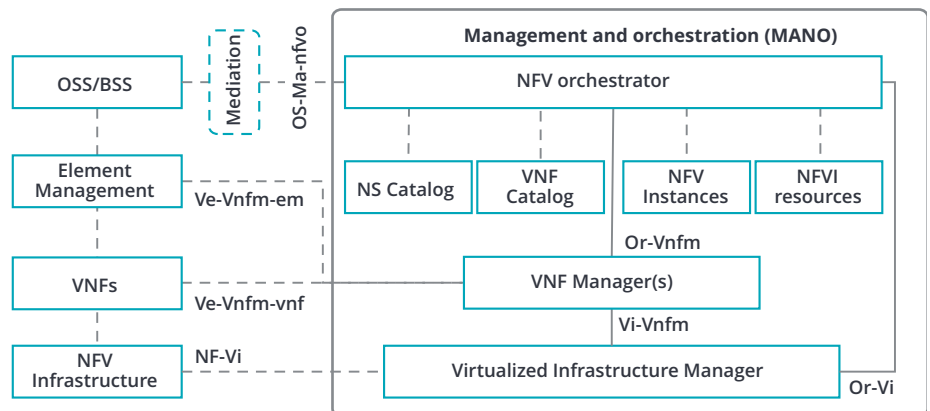 Management and orchestration (MANO)
OSS/BSS
Mediation
OS-Ma-nfvo
NFV orchestrator
Element
Management
Ve-Vnfm-em
NS Catalog
VNF
Catalog
NFV
Instances
NFVI
resources
Or-Vnfm
VNFs
Ve-Vnfm-vnf
VNF Manager(s)
Vi-Vnfm
NFV
Infrastructure
NF-Vi
Virtualized Infrastructure Manager
Or-Vi